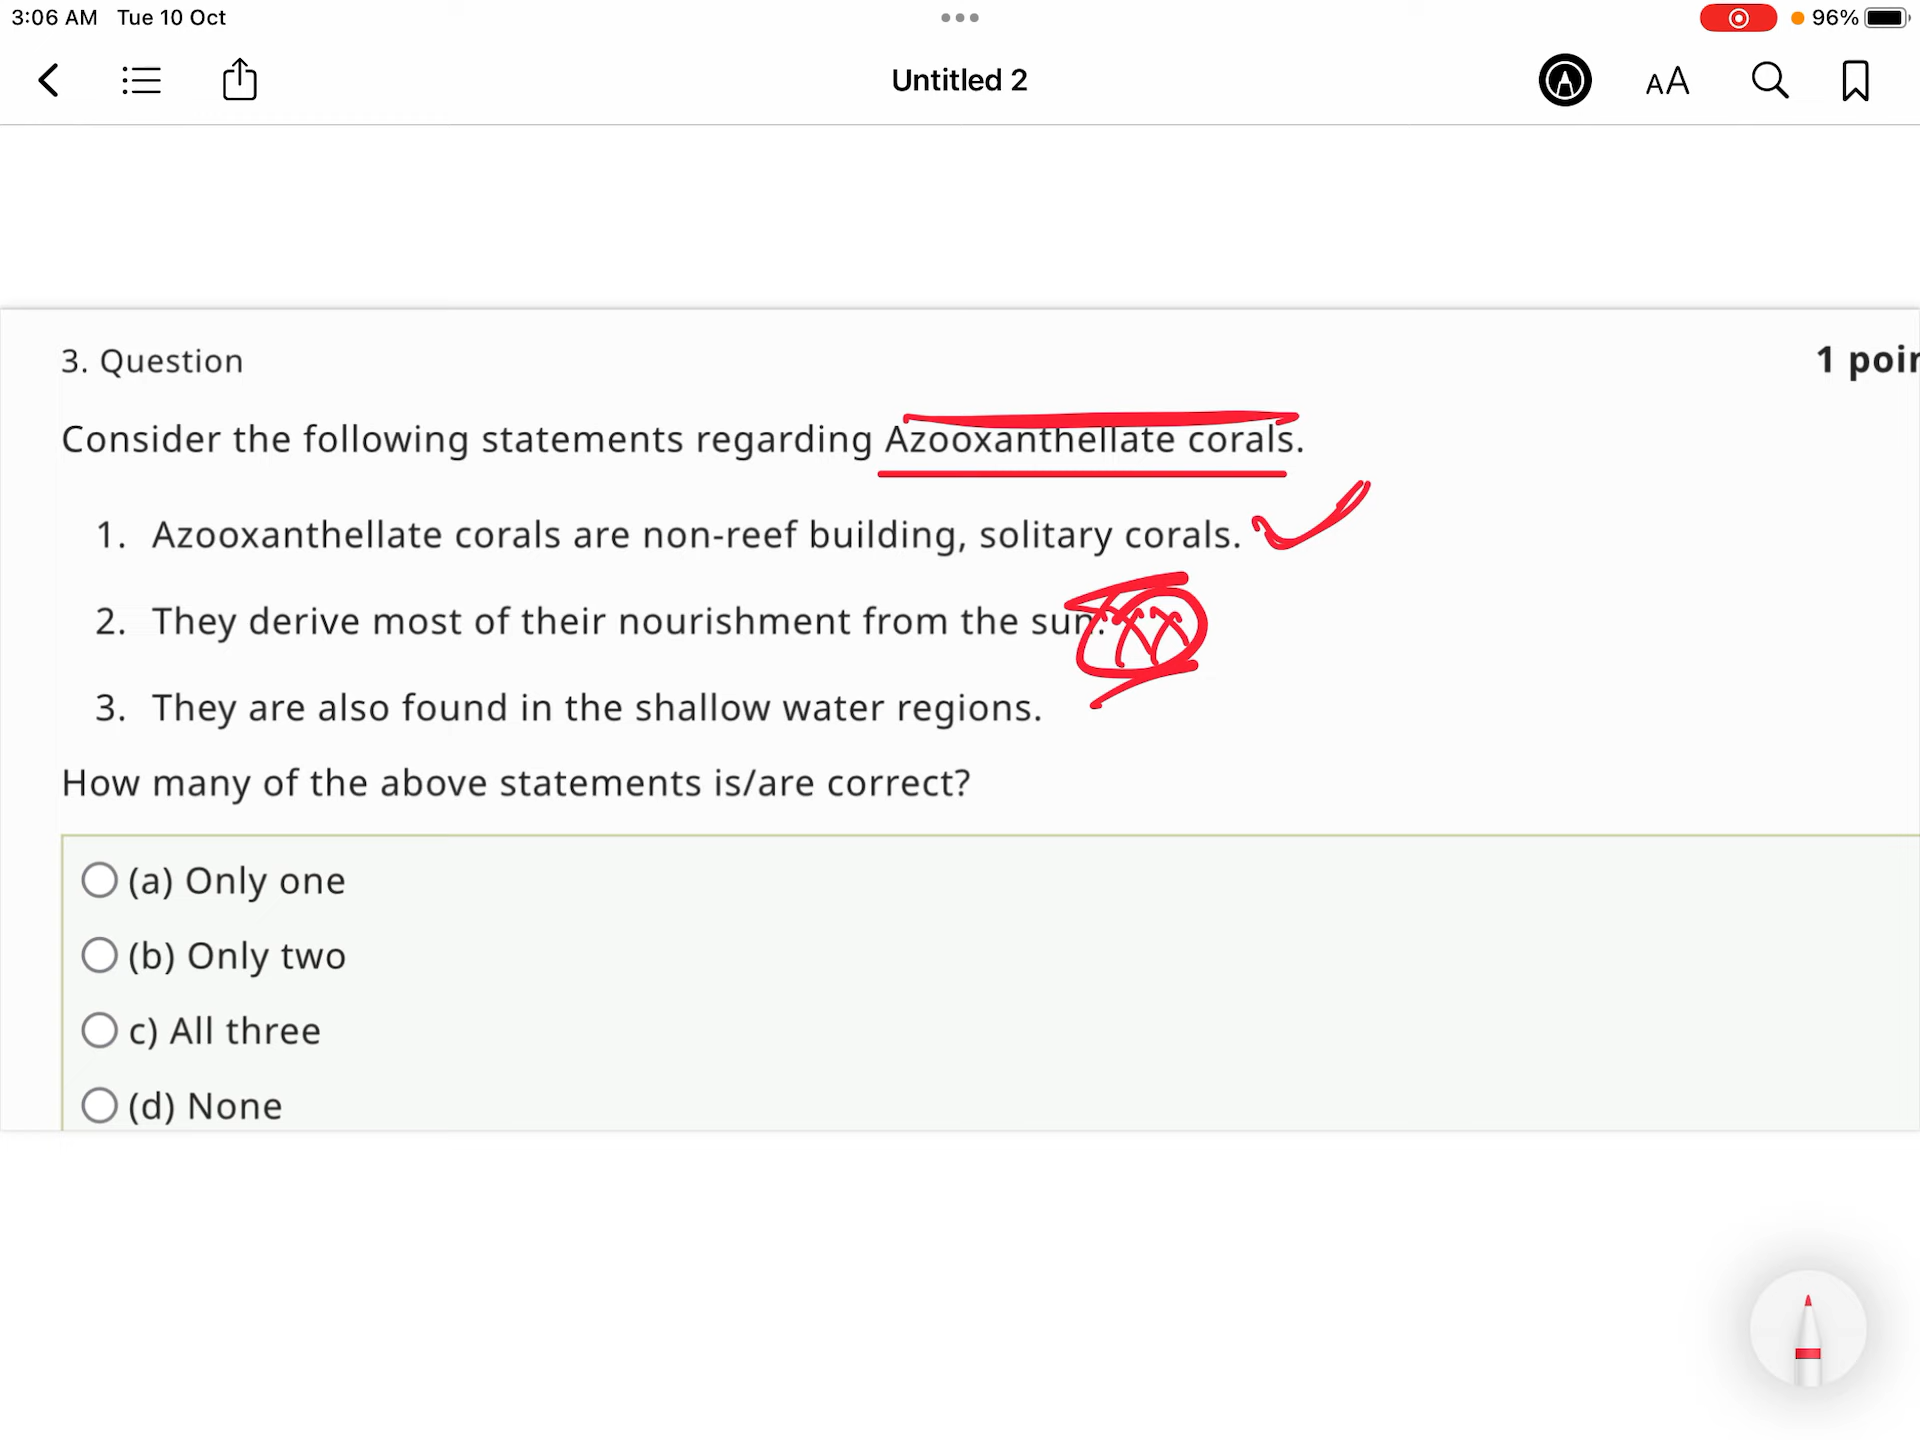 3:06 AM Tue 10 Oct
96%
Untitled 2
AA
3. Question
1 poin
Consider the following statements regarding Azooxanthellate corals.
1. Azooxanthellate corals are non-reef building, solitary corals.
2. They derive most of their nourishment from the sun.
3. They are also found in the shallow water regions.
How many of the above statements is/are correct?
(a) Only one
(b) Only two
c) All three
(d) None